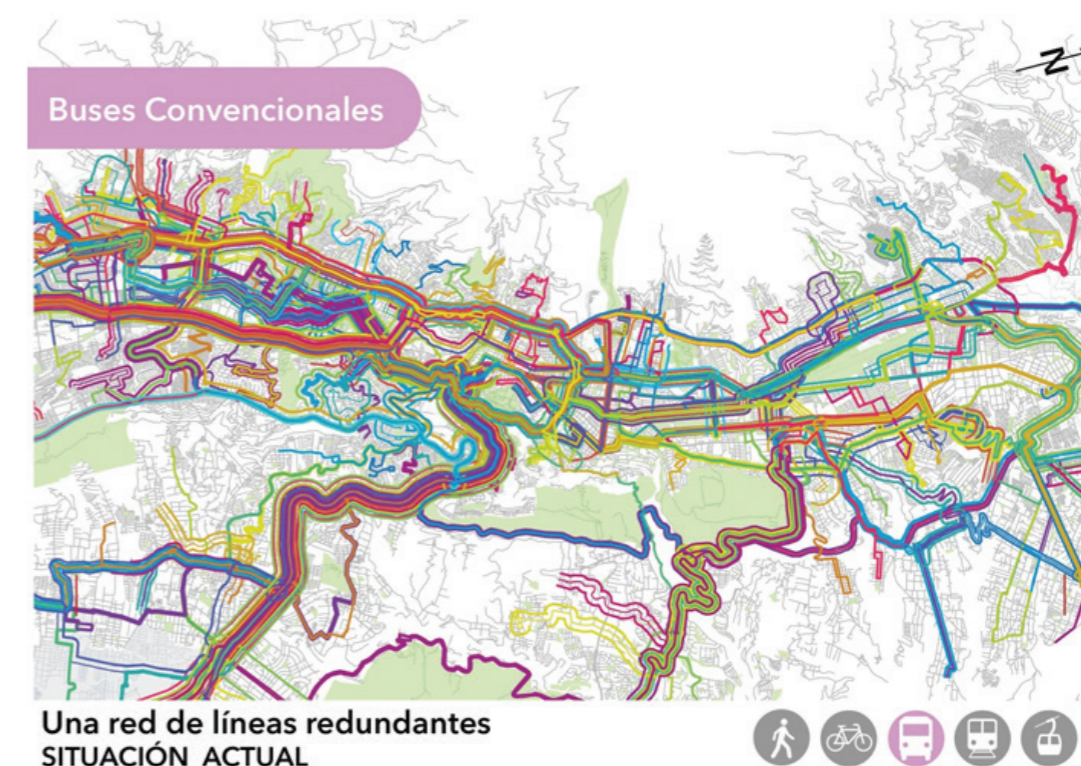 Buses Convencionales
N
Una red de líneas redundantes
SITUACIÓN ACTUAL